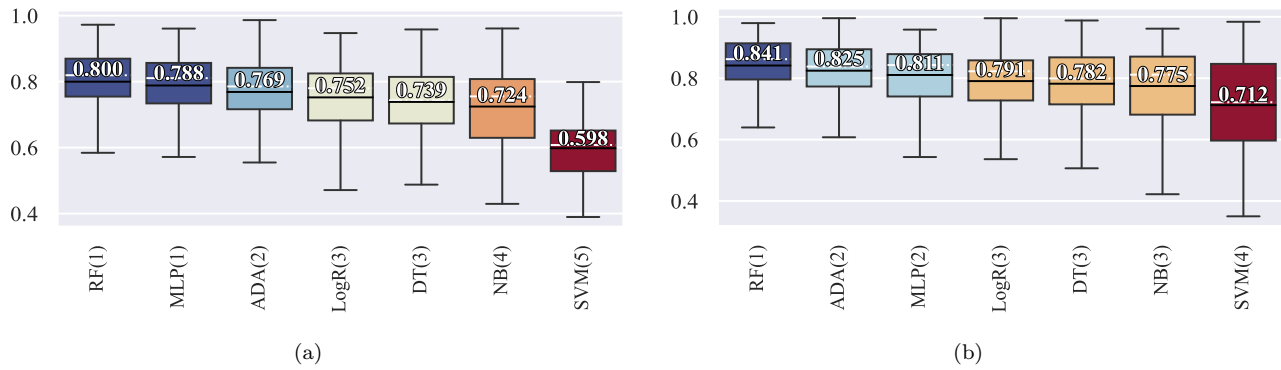 1.0
0.8
0.6
0.4
0.800
0.788
0.769
0.752
0.739
0.724
0.598
RF(1)
MLP(1)
ADA(2)
LogR(3)
DT(3)
NB(4)
SVM(5)
(a)
1.0
0.8
0.6
0.4
0.841
0.825
0.811
0.791
0.782
0.775
0.712
RF(1)
ADA(2)
MLP(2)
LogR(3)
DT(3)
NB(3)
SVM(4)
(b)